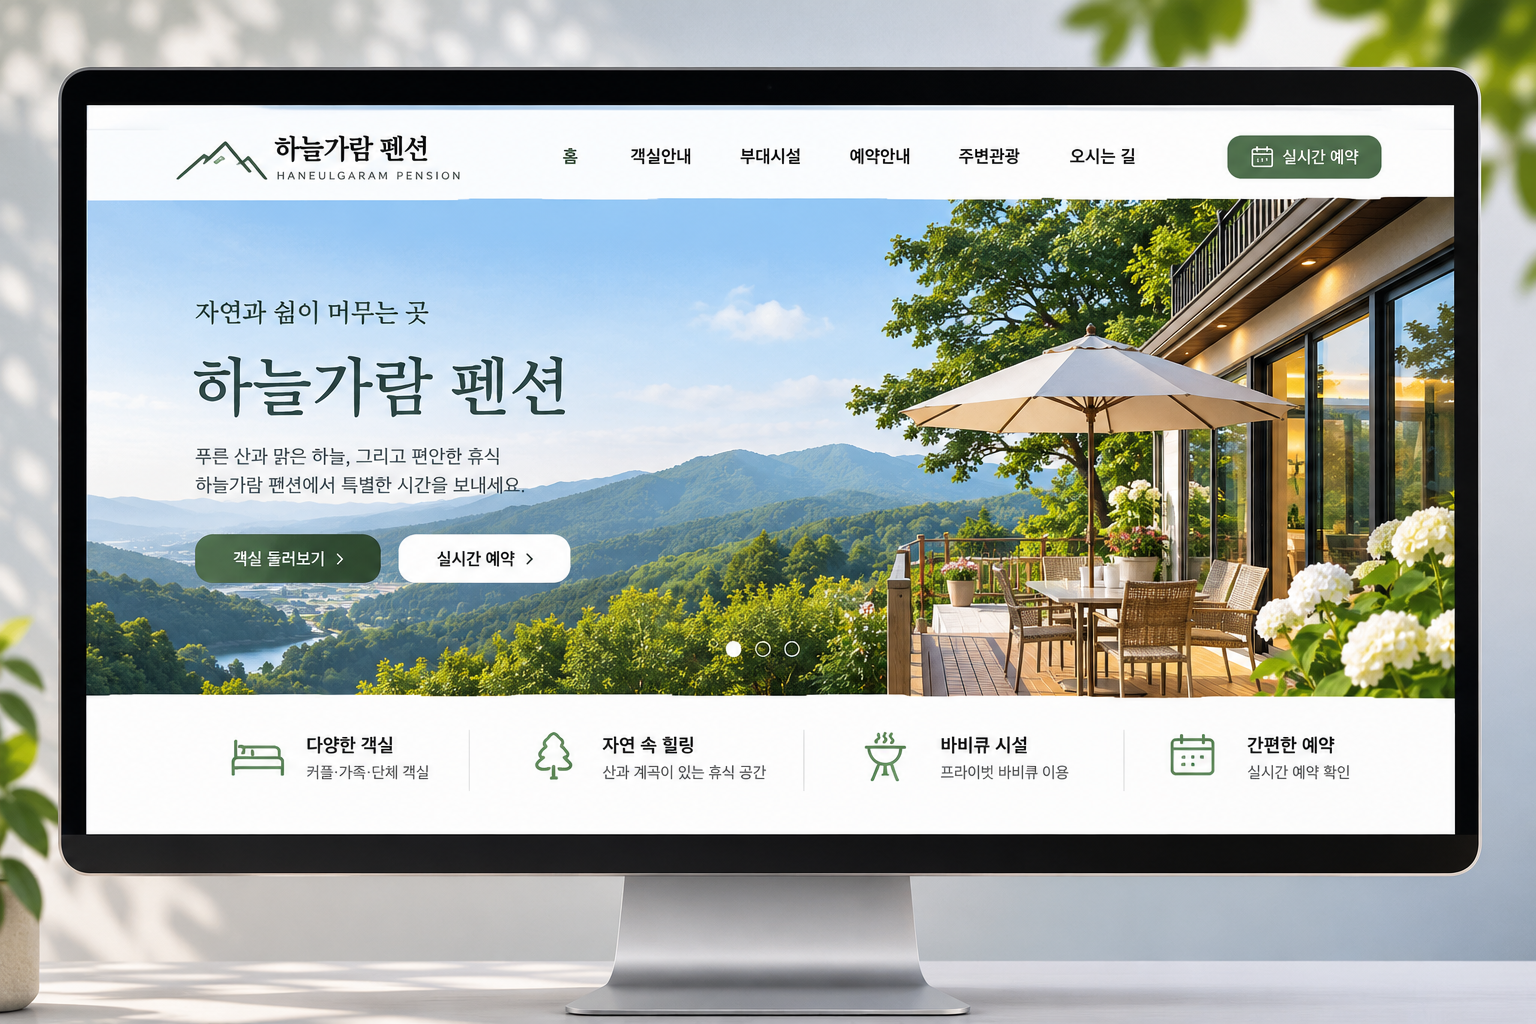 하늘가람 펜션
HANEULGARAM PENSION
홈 객실안내 부대시설 예약안내 주변관광 오시는 길
실시간 예약
자연과 쉼이 머무는 곳
하늘가람 펜션
푸른 산과 맑은 하늘, 그리고 편안한 휴식
하늘가람 펜션에서 특별한 시간을 보내세요.
객실 둘러보기 >
실시간 예약 >
다양한 객실
커플·가족·단체 객실
자연 속 힐링
산과 계곡이 있는 휴식 공간
바비큐 시설
프라이빗 바비큐 이용
간편한 예약
실시간 예약 확인